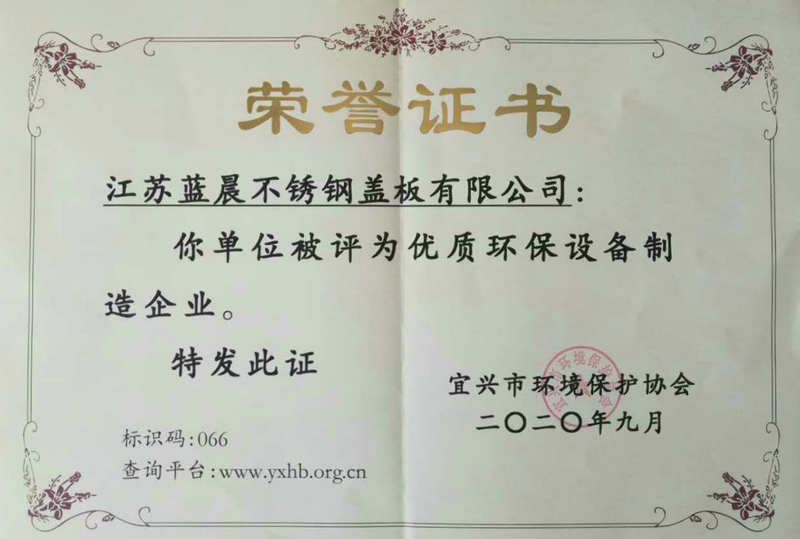 荣誉证书
江苏蓝晨不锈钢盖板有限公司：
你单位被评为优质环保设备制
造企业。
特发此证
宜兴市环境保护协会
二〇二〇年九月
标识码：066
查询平台：www.yxhb.org.cn